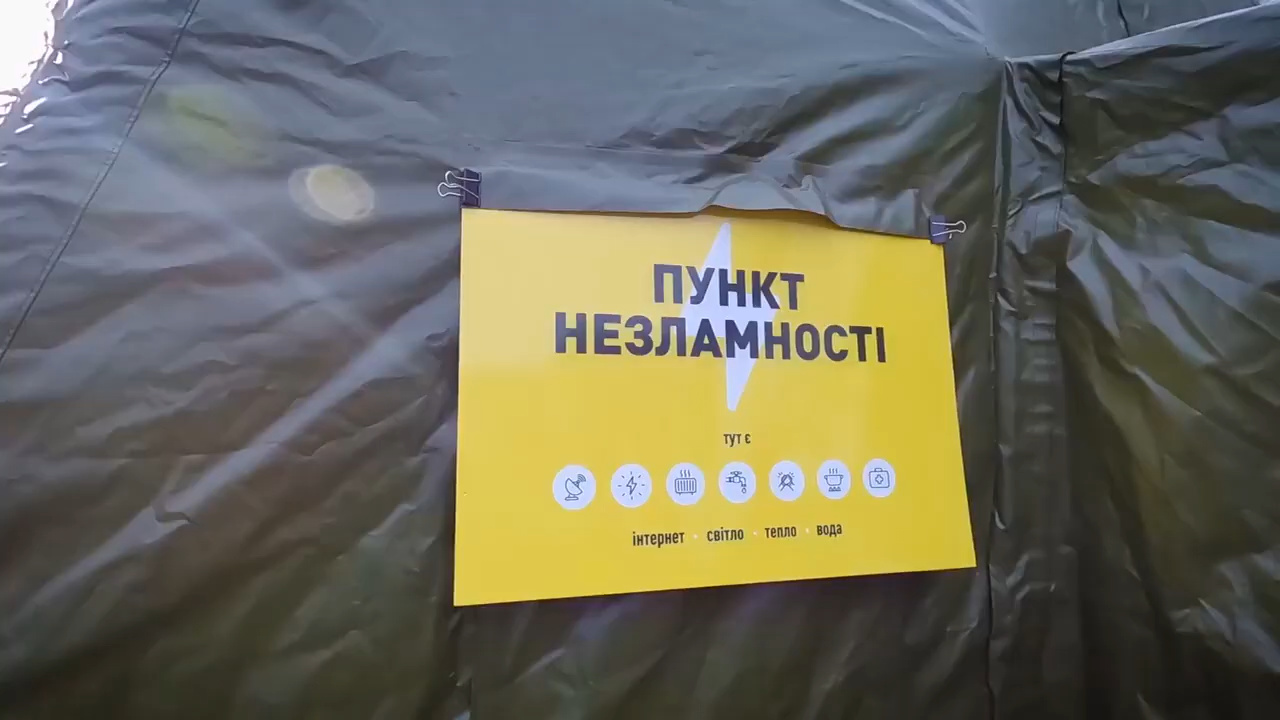 ПУНКТ
НЕЗЛАМНОСТІ
тут є
інтернет · світло · тепло · вода